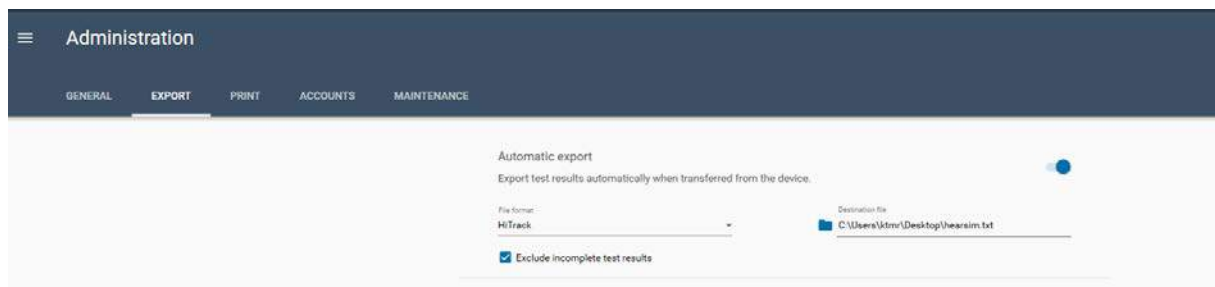 Administration
GENERAL EXPORT PRINT ACCOUNTS MAINTENANCE
Automatic export
Export test results automatically when transferred from the device.
File format
HiTrack
Destination file
C:\Users\ktmr\Desktop\hearsim.txt
Exclude incomplete test results